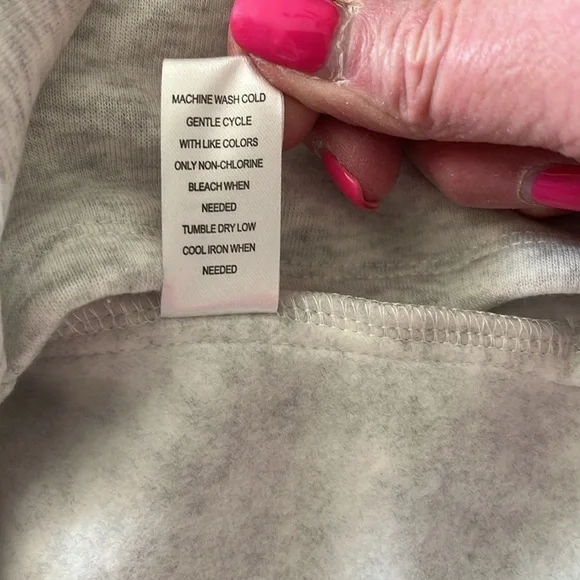 MACHINE WASH COLD
GENTLE CYCLE
WITH LIKE COLORS
ONLY NON-CHLORINE
BLEACH WHEN
NEEDED
TUMBLE DRY LOW
COOL IRON WHEN
NEEDED